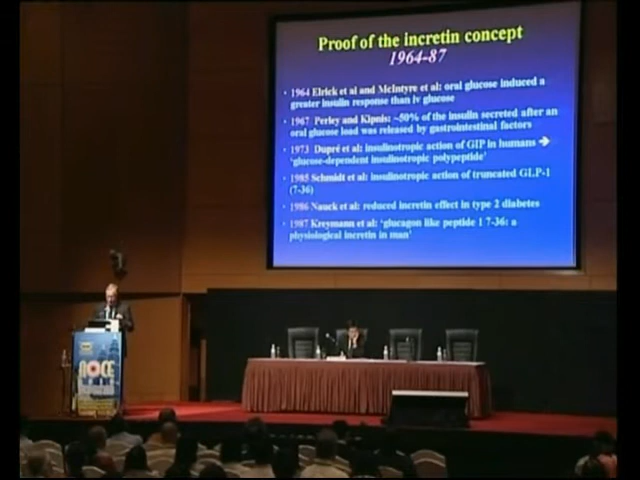 Proof of the incretin concept
1964-87
· 1964 Elrick et al and McIntyre et al: oral glucose induced a
greater insulin response than iv glucose
· 1967 Perley and Kipnis: ~50% of the insulin secreted after an
oral glucose load was released by gastrointestinal factors
· 1973 Dupré et al: insulinotropic action of GIP in humans →
'glucose-dependent insulinotropic polypeptide'
· 1985 Schmidt et al: insulinotropic action of truncated GLP-1
(7-36)
· 1986 Nauck et al: reduced incretin effect in type 2 diabetes
· 1987 Kreymann et al: 'glucagon like peptide 1 7-36: a
physiological incretin in man'